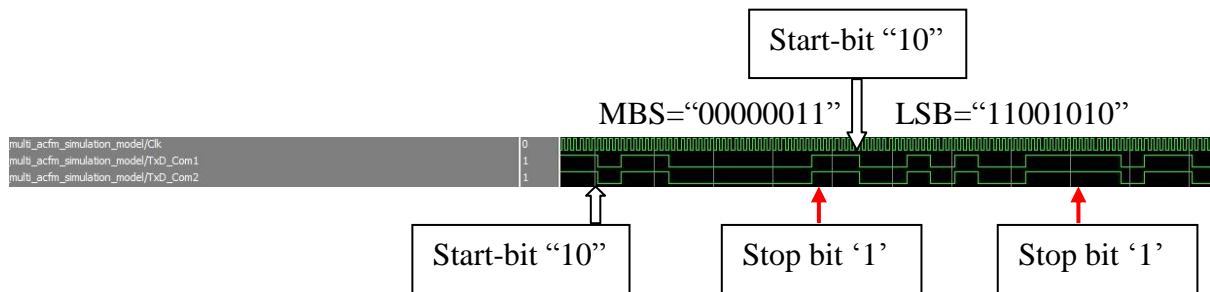 Start-bit “10”
MBS=“00000011”
LSB=“11001010”
multi_acfm_simulation_model/Clk 0
multi_acfm_simulation_model/TxD_Com1 1
multi_acfm_simulation_model/TxD_Com2 1
Start-bit “10”
Stop bit ‘1’
Stop bit ‘1’